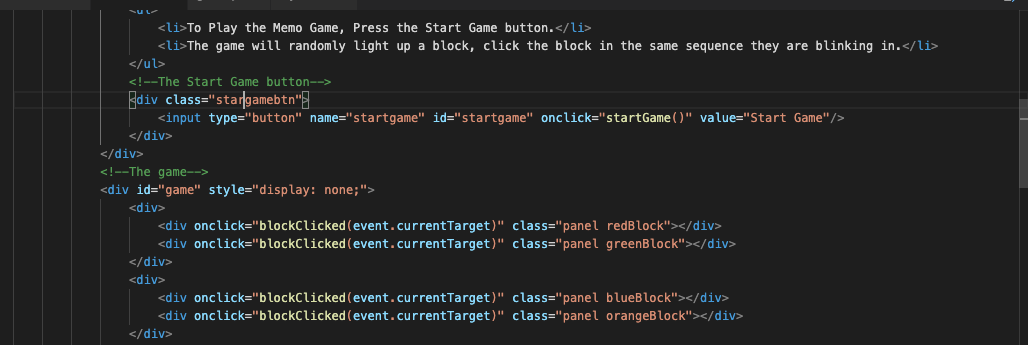 <ul>
<li>To Play the Memo Game, Press the Start Game button.</li>
<li>The game will randomly light up a block, click the block in the same sequence they are blinking in.</li>
</ul>
<!--The Start Game button-->
<div class="stargamebtn">
<input type="button" name="startgame" id="startgame" onclick="startGame()" value="Start Game"/>
</div>
</div>
<!--The game-->
<div id="game" style="display: none;">
<div>
<div onclick="blockClicked(event.currentTarget)" class="panel redBlock"></div>
<div onclick="blockClicked(event.currentTarget)" class="panel greenBlock"></div>
</div>
<div>
<div onclick="blockClicked(event.currentTarget)" class="panel blueBlock"></div>
<div onclick="blockClicked(event.currentTarget)" class="panel orangeBlock"></div>
</div>